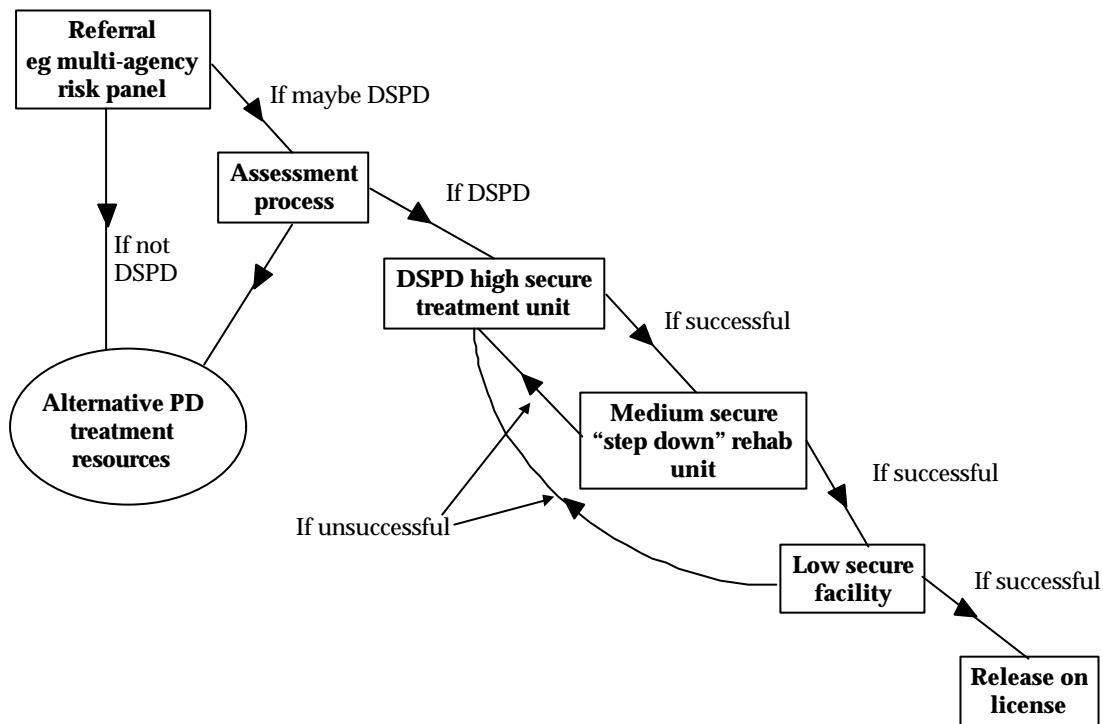 Referral
eg multi-agency
risk panel
If maybe DSPD
Assessment
process
If DSPD
If not
DSPD
DSPD high secure
treatment unit
If successful
Alternative PD
treatment
resources
Medium secure
“step down” rehab
unit
If successful
If unsuccessful
Low secure
facility
If successful
Release on
license